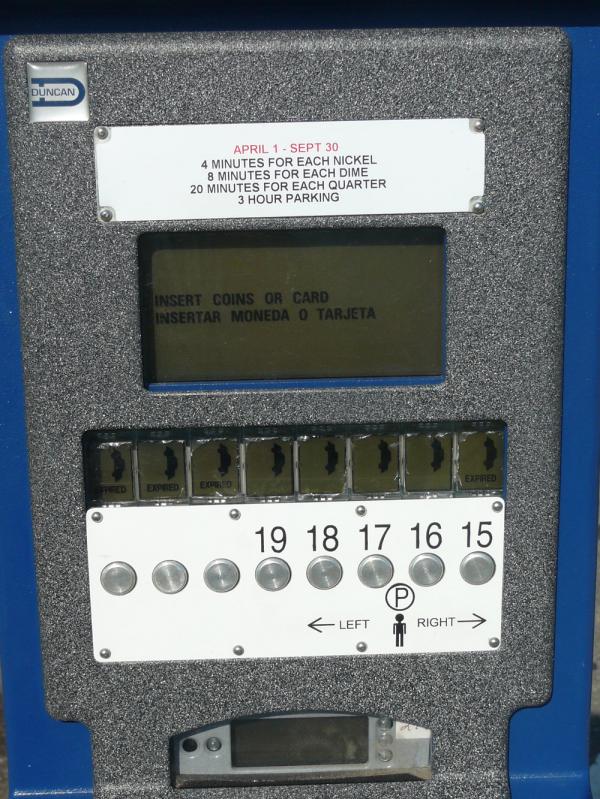 DUNCAN
APRIL 1 - SEPT 30
4 MINUTES FOR EACH NICKEL
8 MINUTES FOR EACH DIME
20 MINUTES FOR EACH QUARTER
3 HOUR PARKING
INSERT COINS OR CARD
INSERTAR MONEDA O TARJETA
EXPIRED EXPIRED EXPIRED EXPIRED
19 18 17 16 15
P
← LEFT RIGHT →